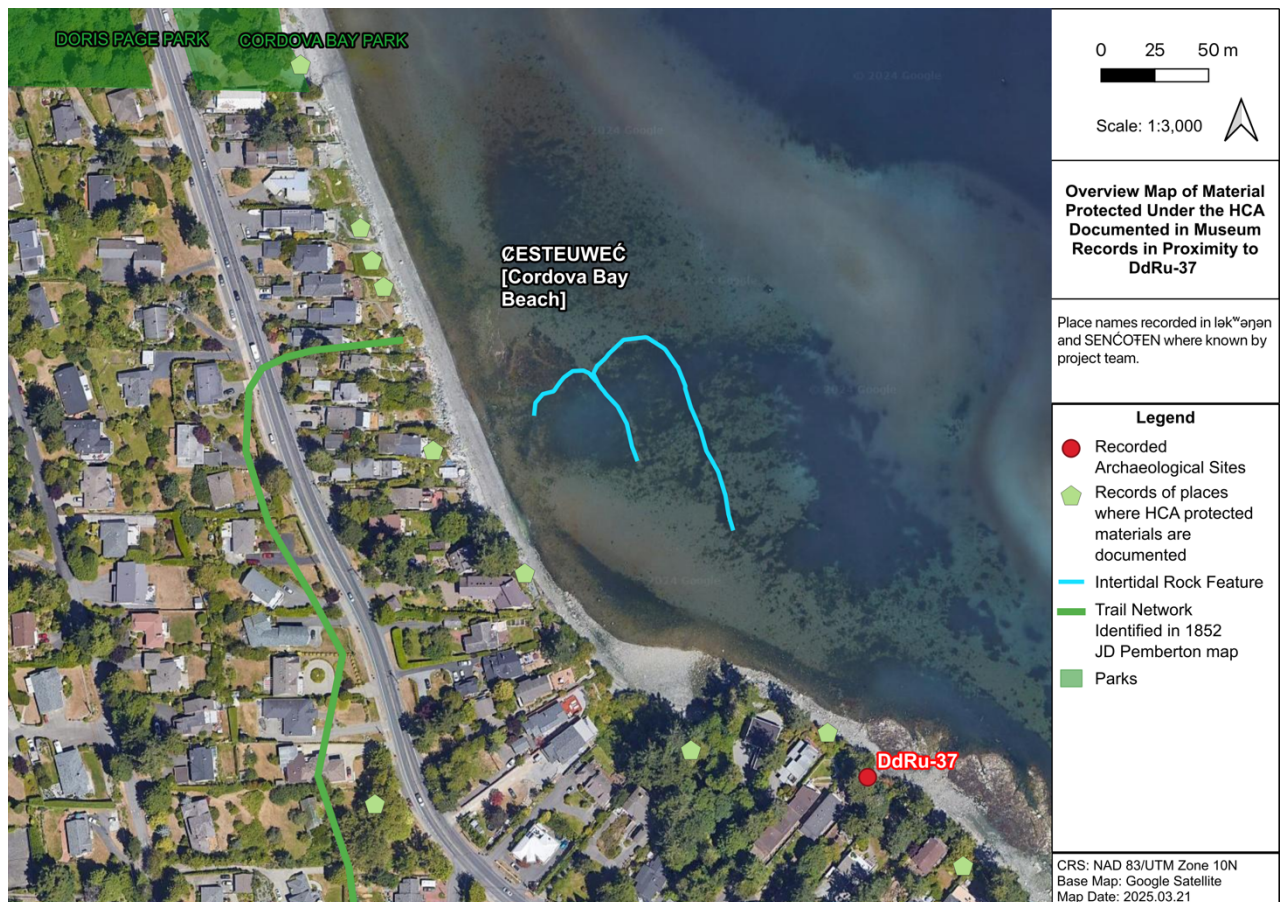 DORIS PAGE PARK
CORDOVA BAY PARK
© 2024 Google
2024 Google
ȻESTEUWEĆ
[Cordova Bay
Beach]
© 2024 Google
2024 Google
DdRu-37
0 25 50 m
Scale: 1:3,000
Overview Map of Material
Protected Under the HCA
Documented in Museum
Records in Proximity to
DdRu-37
Place names recorded in lək̓ʷəŋən
and SENĆOŦEN where known by
project team.
Legend
Recorded
Archaeological Sites
Records of places
where HCA protected
materials are
documented
Intertidal Rock Feature
Trail Network
Identified in 1852
JD Pemberton map
Parks
CRS: NAD 83/UTM Zone 10N
Base Map: Google Satellite
Map Date: 2025.03.21